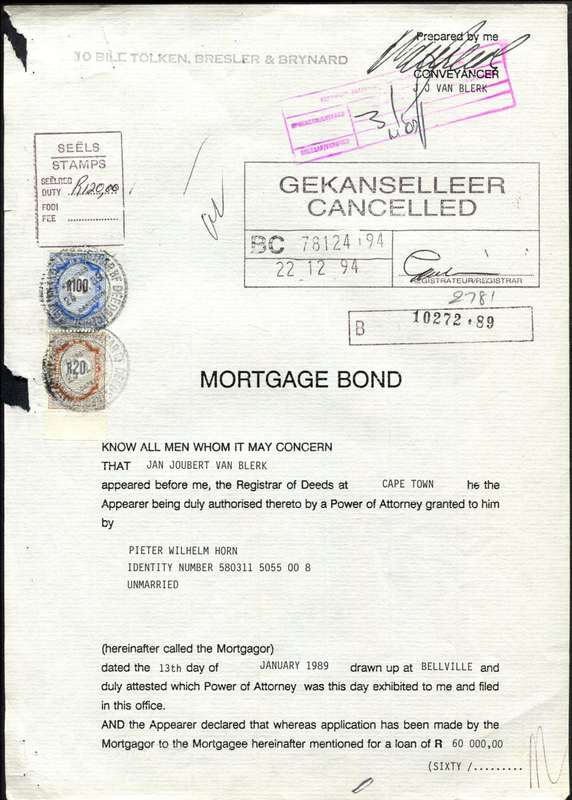 Prepared by me
TO BILL TOLKEN, BRESLER & BRYNARD
CONVEYANCER
J J VAN BLERK
SEËLS
STAMPS
SEËLREG
DUTY R120,00
FOOI
FEE ..............
GEKANSELLEER
CANCELLED
BC 78124 , 94
22 12 94
REGISTRATEUR/REGISTRAR
2781
B 10272 , 89
R100
R20
MORTGAGE BOND
KNOW ALL MEN WHOM IT MAY CONCERN
THAT JAN JOUBERT VAN BLERK
appeared before me, the Registrar of Deeds at CAPE TOWN he the
Appearer being duly authorised thereto by a Power of Attorney granted to him
by
PIETER WILHELM HORN
IDENTITY NUMBER 580311 5055 00 8
UNMARRIED
(hereinafter called the Mortgagor)
dated the 13th day of JANUARY 1989 drawn up at BELLVILLE and
duly attested which Power of Attorney was this day exhibited to me and filed
in this office.
AND the Appearer declared that whereas application has been made by the
Mortgagor to the Mortgagee hereinafter mentioned for a loan of R 60 000,00
(SIXTY /.........